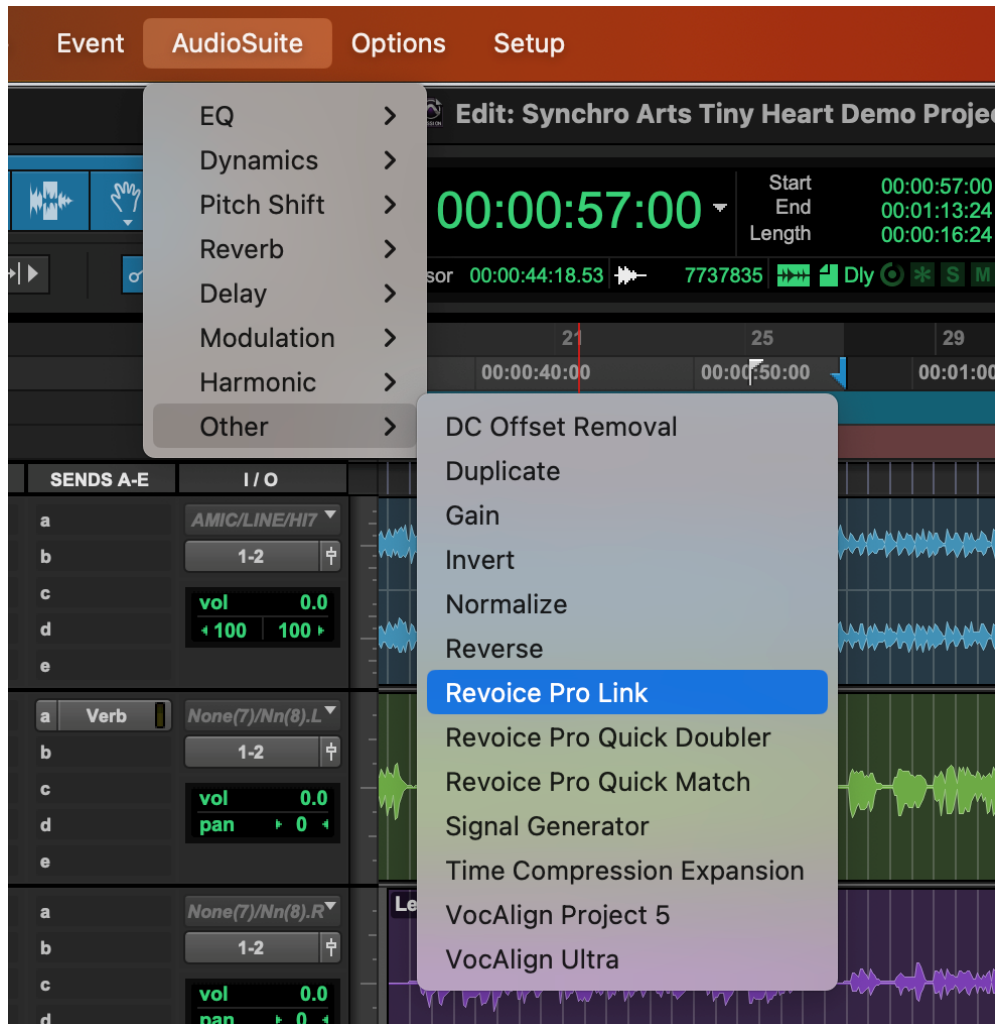 Event AudioSuite Options Setup
EQ
Dynamics
Pitch Shift
Reverb
Delay
Modulation
Harmonic
Other
Edit: Synchro Arts Tiny Heart Demo Proje
00:00:57:00
Start 00:00:57:00
End 00:01:13:24
Length 00:00:16:24
sor 00:00:44:18.53 7737835 Dly S M
21 25 29
00:00:40:00 00:00:50:00 00:01:00
DC Offset Removal
Duplicate
Gain
Invert
Normalize
Reverse
Revoice Pro Link
Revoice Pro Quick Doubler
Revoice Pro Quick Match
Signal Generator
Time Compression Expansion
VocAlign Project 5
VocAlign Ultra
SENDS A-E I / O
a AMIC/LINE/HI7
b 1-2
c
vol 0.0
d
100 100
e
a Verb None(7)/Nn(8).L
b 1-2
c
vol 0.0
d
pan 0
e
a None(7)/Nn(8).R
b 1-2
c
vol 0.0
d
pan 0
Le